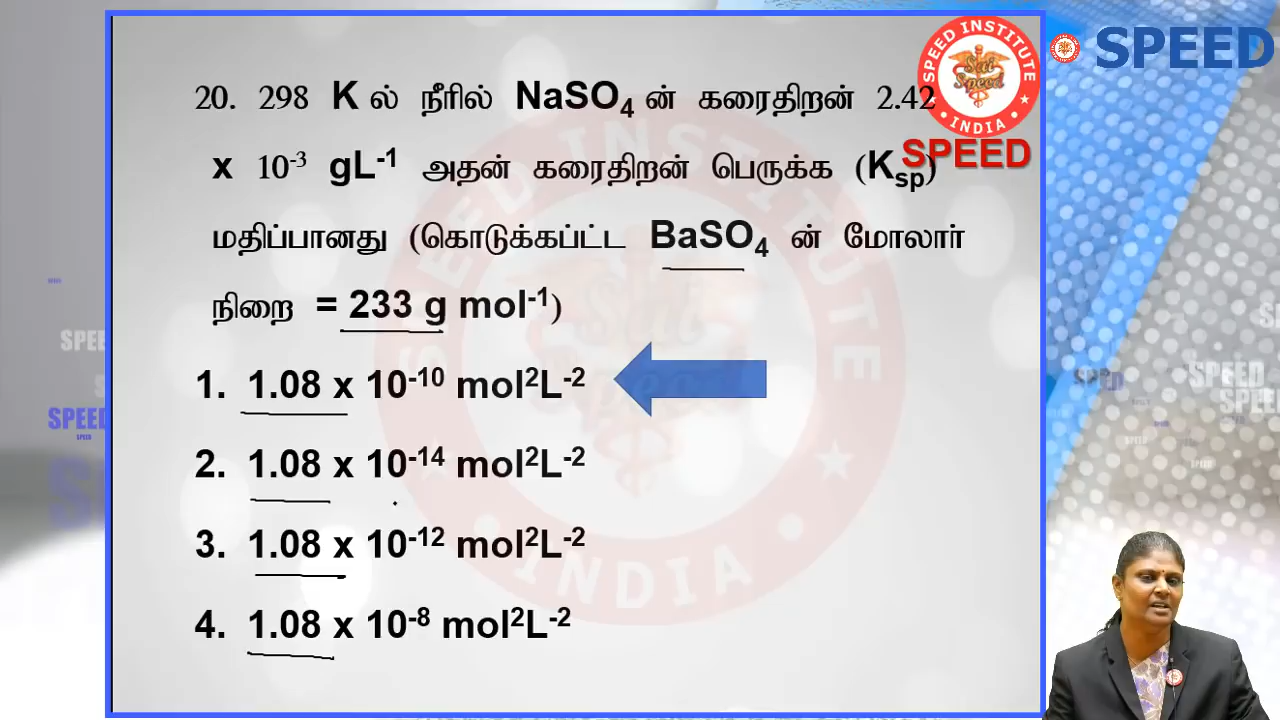 SPEED
20. 298 K ல் நீரில் NaSO₄ ன் கரைதிறன் 2.42
x 10⁻³ gL⁻¹ அதன் கரைதிறன் பெருக்க (Kₛₚ)
மதிப்பானது (கொடுக்கப்ட்ட BaSO₄ ன் மோலார்
நிறை = 233 g mol⁻¹)
1. 1.08 x 10⁻¹⁰ mol²L⁻²
2. 1.08 x 10⁻¹⁴ mol²L⁻²
3. 1.08 x 10⁻¹² mol²L⁻²
4. 1.08 x 10⁻⁸ mol²L⁻²
SPEED INSTITUTE
INDIA
SPEED